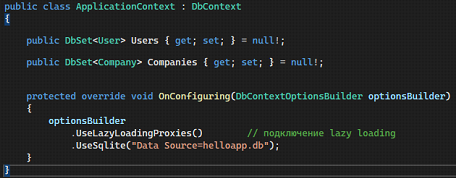 public class ApplicationContext : DbContext
{
public DbSet<User> Users { get; set; } = null!;
public DbSet<Company> Companies { get; set; } = null!;
protected override void OnConfiguring(DbContextOptionsBuilder optionsBuilder)
{
optionsBuilder
.UseLazyLoadingProxies() // подключение lazy loading
.UseSqlite("Data Source=helloapp.db");
}
}